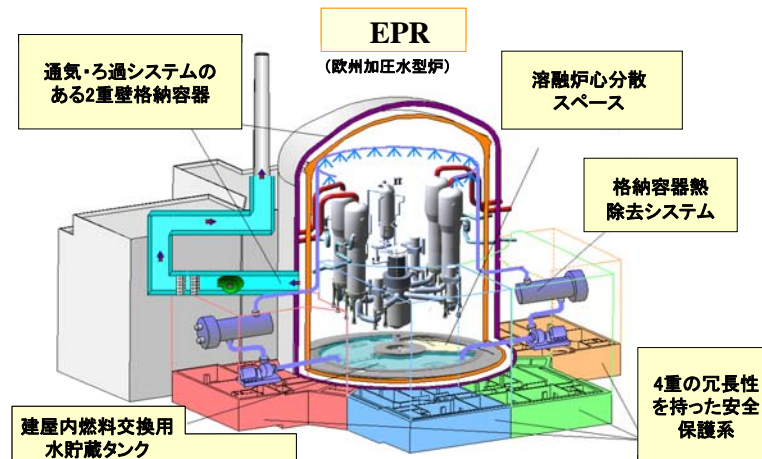 EPR
(欧州加圧水型炉)
通気・ろ過システムの
ある2重壁格納容器
溶融炉心分散
スペース
格納容器熱
除去システム
建屋内燃料交換用
水貯蔵タンク
4重の冗長性
を持った安全
保護系